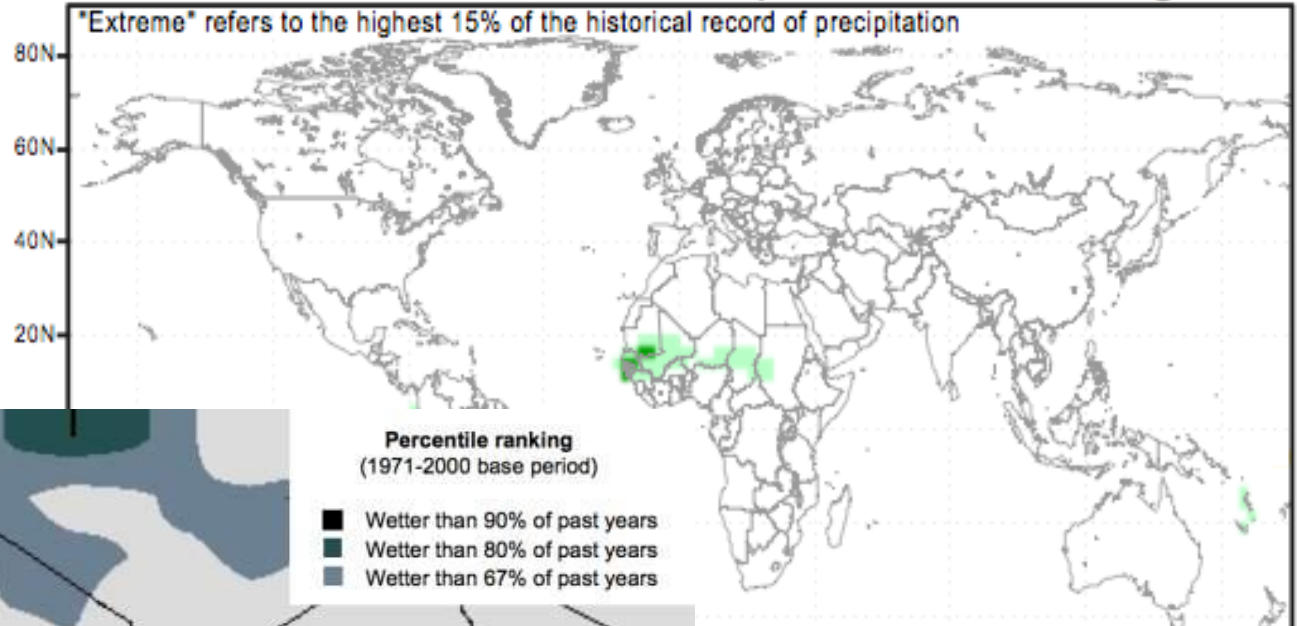 "Extreme" refers to the highest 15% of the historical record of precipitation
80N
60N
40N
20N
Percentile ranking
(1971-2000 base period)
Wetter than 90% of past years
Wetter than 80% of past years
Wetter than 67% of past years